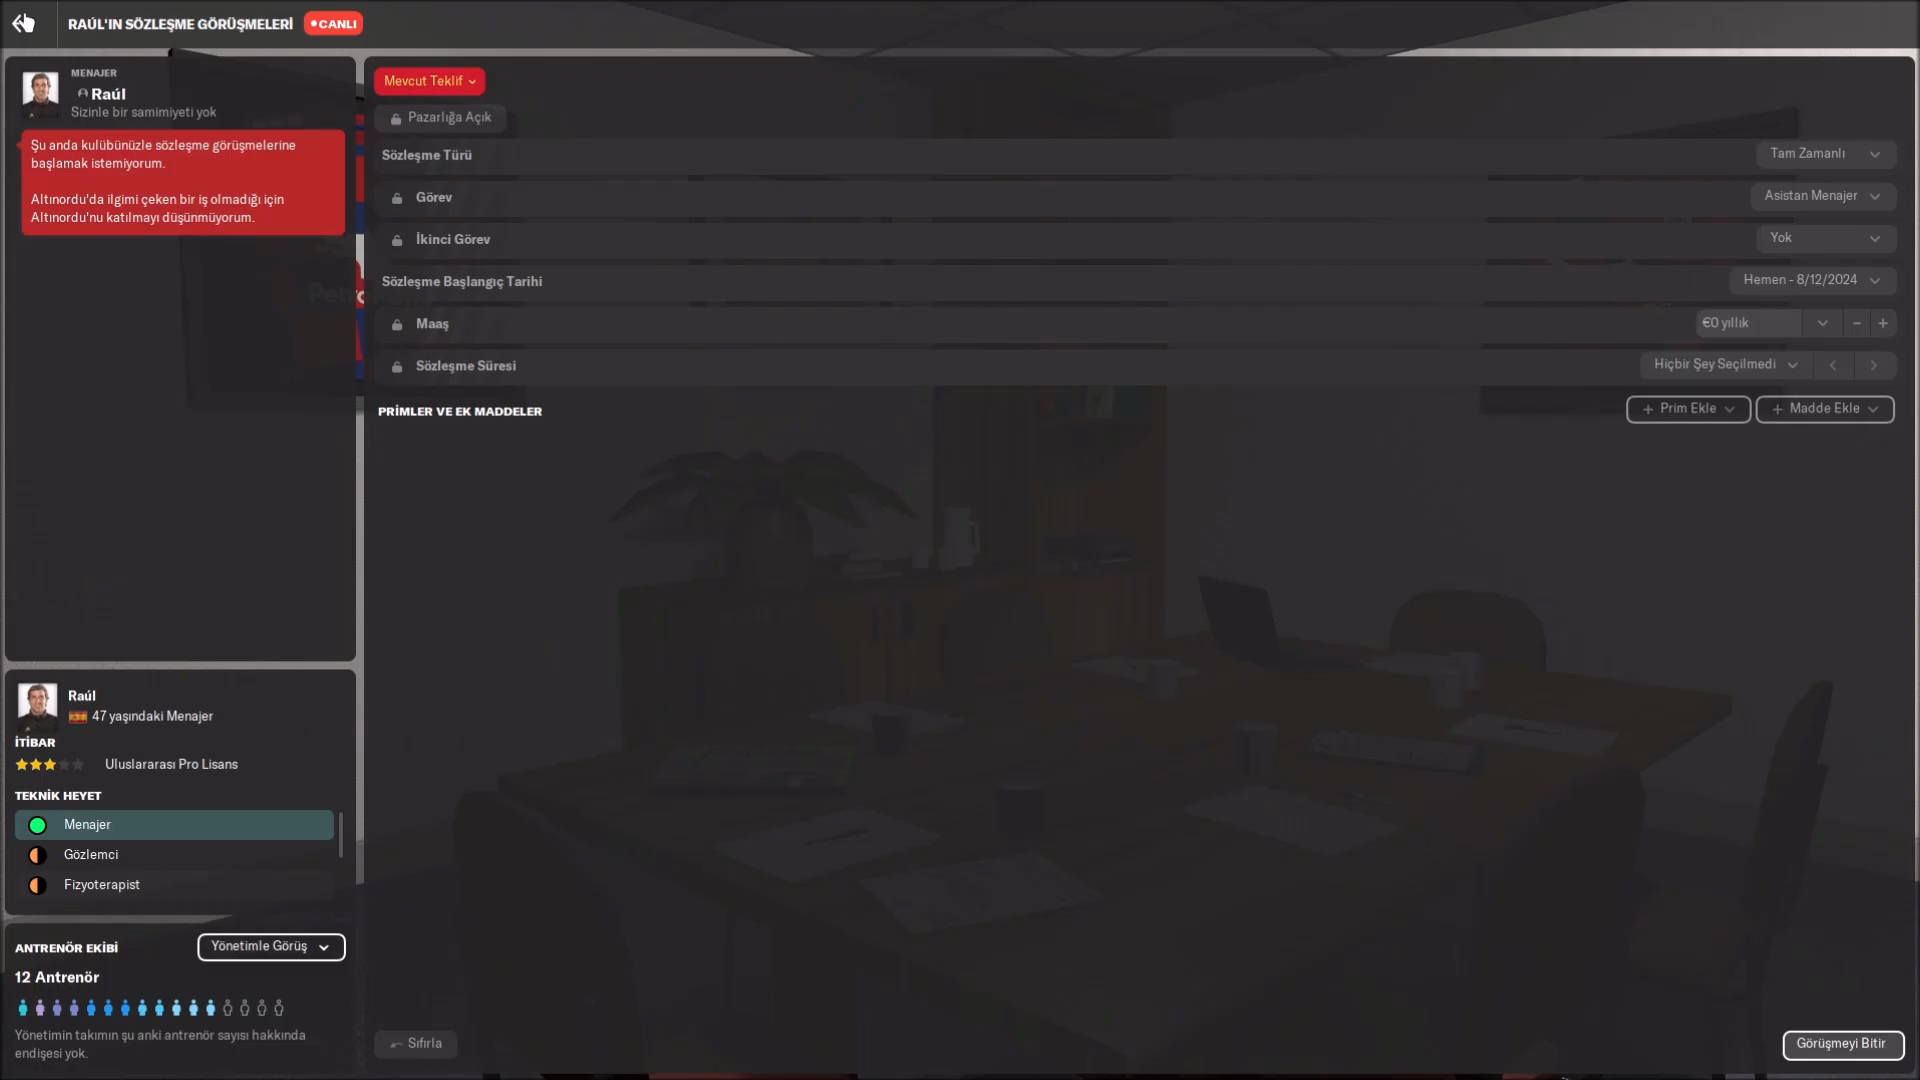 RAÚL'IN SÖZLEŞME GÖRÜŞMELERİ
CANLI
MENAJER
Raúl
Sizinle bir samimiyeti yok
Şu anda kulübünüzle sözleşme görüşmelerine
başlamak istemiyorum.
Altınordu'da ilgimi çeken bir iş olmadığı için
Altınordu'nu katılmayı düşünmüyorum.
Mevcut Teklif
Pazarlığa Açık
Sözleşme Türü
Tam Zamanlı
Görev
Asistan Menajer
İkinci Görev
Yok
Sözleşme Başlangıç Tarihi
Hemen - 8/12/2024
Maaş
€0 yıllık
Sözleşme Süresi
Hiçbir Şey Seçilmedi
PRİMLER VE EK MADDELER
Prim Ekle
Madde Ekle
Raúl
47 yaşındaki Menajer
İTİBAR
Uluslararası Pro Lisans
TEKNİK HEYET
Menajer
Gözlemci
Fizyoterapist
ANTRENÖR EKİBİ
Yönetimle Görüş
12 Antrenör
Yönetimin takımın şu anki antrenör sayısı hakkında
endişesi yok.
Sıfırla
Görüşmeyi Bitir